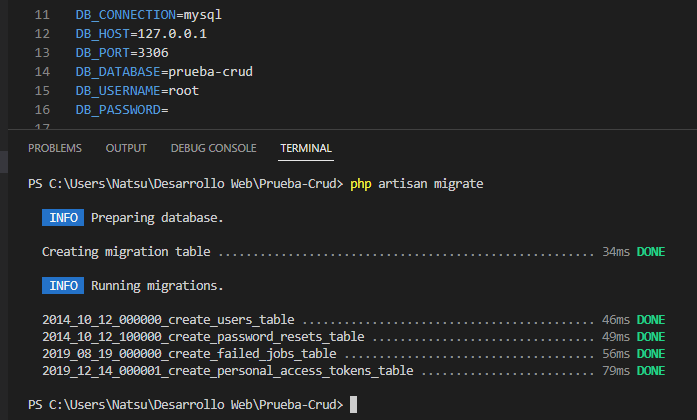 11 DB_CONNECTION=mysql
12 DB_HOST=127.0.0.1
13 DB_PORT=3306
14 DB_DATABASE=prueba-crud
15 DB_USERNAME=root
16 DB_PASSWORD=
17
PROBLEMS OUTPUT DEBUG CONSOLE TERMINAL
PS C:\Users\Natsu\Desarrollo Web\Prueba-Crud> php artisan migrate
INFO Preparing database.
Creating migration table ...................................................... 34ms DONE
INFO Running migrations.
2014_10_12_000000_create_users_table .......................................... 46ms DONE
2014_10_12_100000_create_password_resets_table ................................ 49ms DONE
2019_08_19_000000_create_failed_jobs_table .................................... 56ms DONE
2019_12_14_000001_create_personal_access_tokens_table ......................... 79ms DONE
PS C:\Users\Natsu\Desarrollo Web\Prueba-Crud>